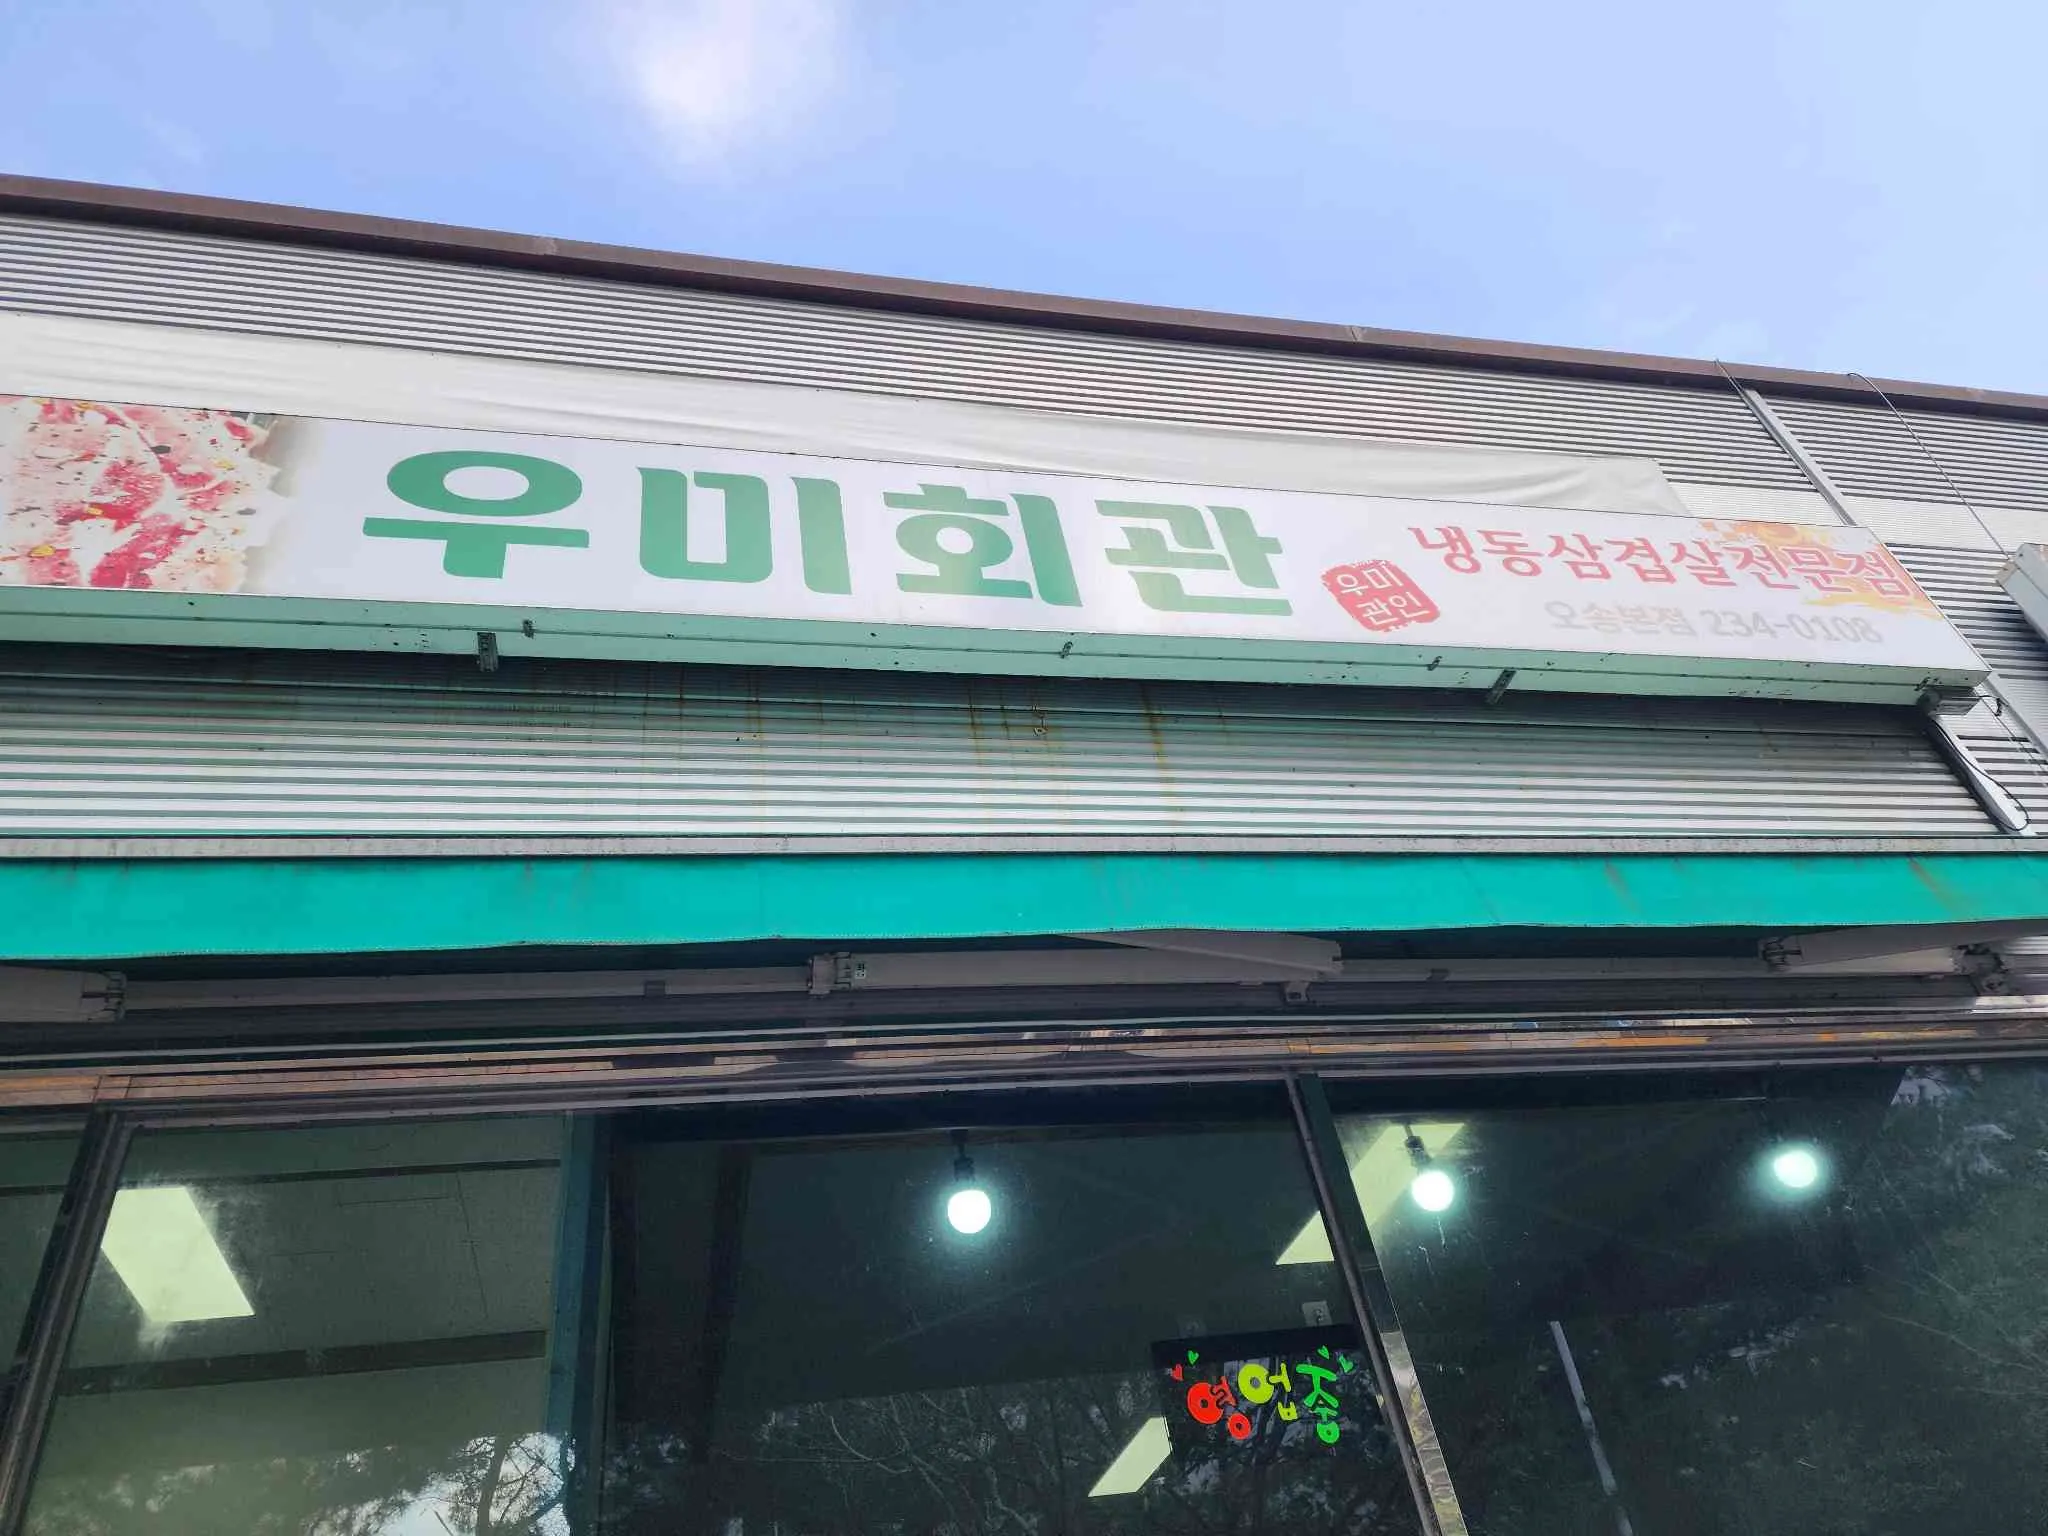 우미회관
우미
관인
냉동삼겹살전문점
오송본점 234-0108
영업중